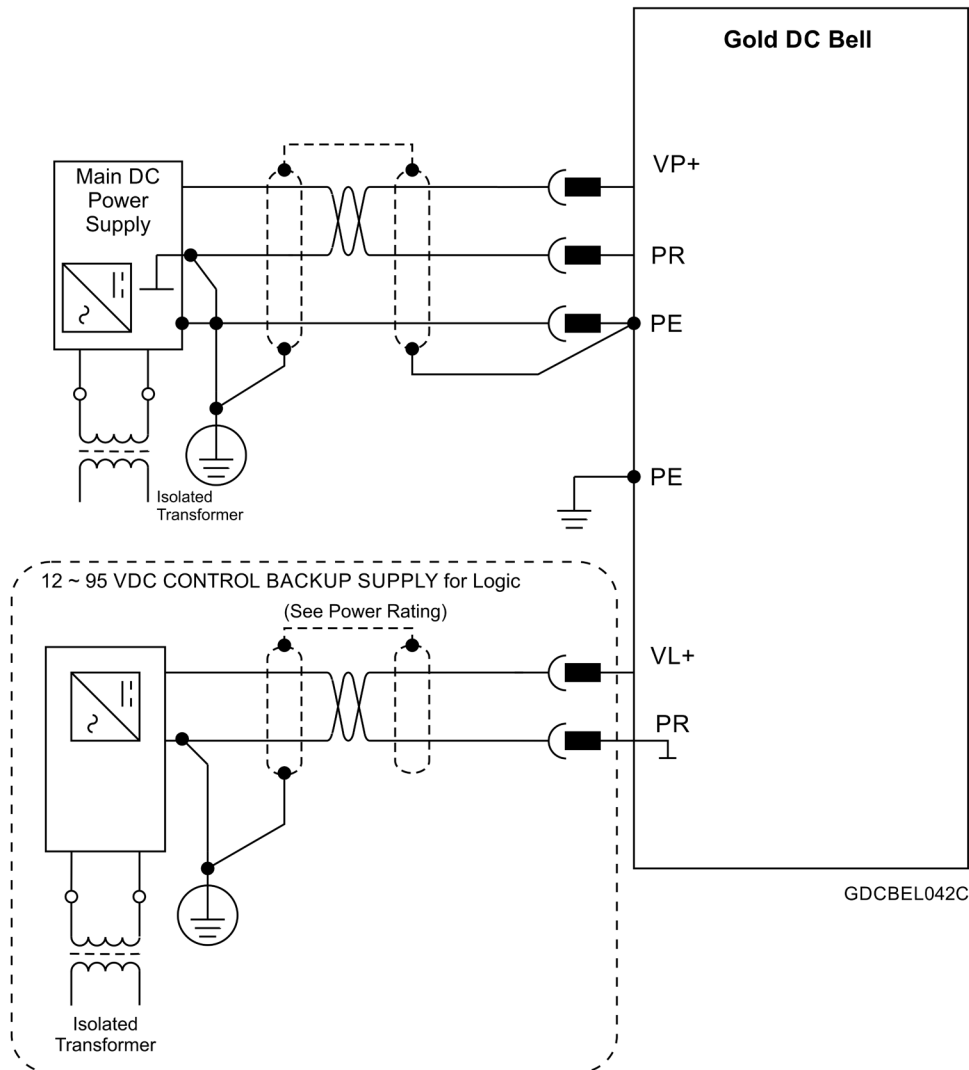 Gold DC Bell
Main DC
Power
Supply
VP+
PR
PE
PE
Isolated
Transformer
12 ~ 95 VDC CONTROL BACKUP SUPPLY for Logic
(See Power Rating)
VL+
PR
GDCBEL042C
Isolated
Transformer